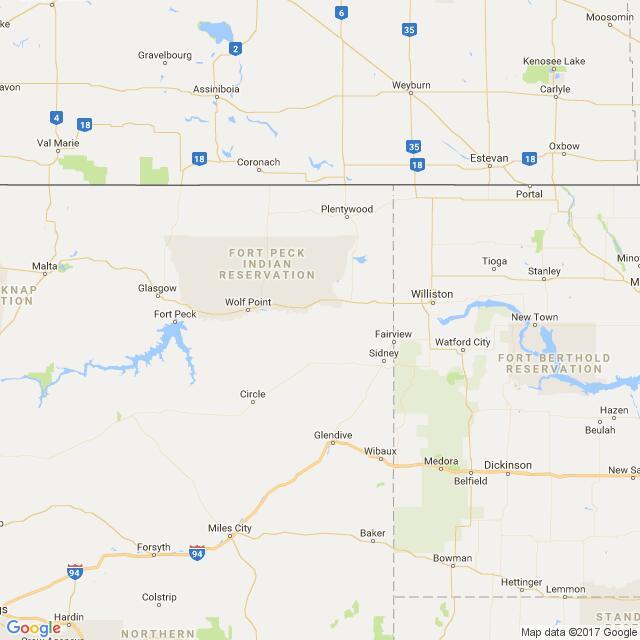 Moosomin
ke
6
35
2
Gravelbourg
Kenosee Lake
Assiniboia
Weyburn
Carlyle
avon
4
18
Val Marie
35
18
Oxbow
18
Coronach
18
Estevan
Portal
Plentywood
FORT PECK
INDIAN
RESERVATION
Malta
Tioga
Stanley
Mino
M
KNAP
TION
Glasgow
Wolf Point
Williston
Fort Peck
New Town
Fairview
Sidney
Watford City
FORT BERTHOLD
RESERVATION
Circle
Hazen
Beulah
Glendive
Wibaux
Medora
Dickinson
Belfield
New Sa
Miles City
Baker
Forsyth
94
94
Bowman
Colstrip
Hettinger
Lemmon
gs
Hardin
STAND
NORTHERN
Google
Map data ©2017 Google